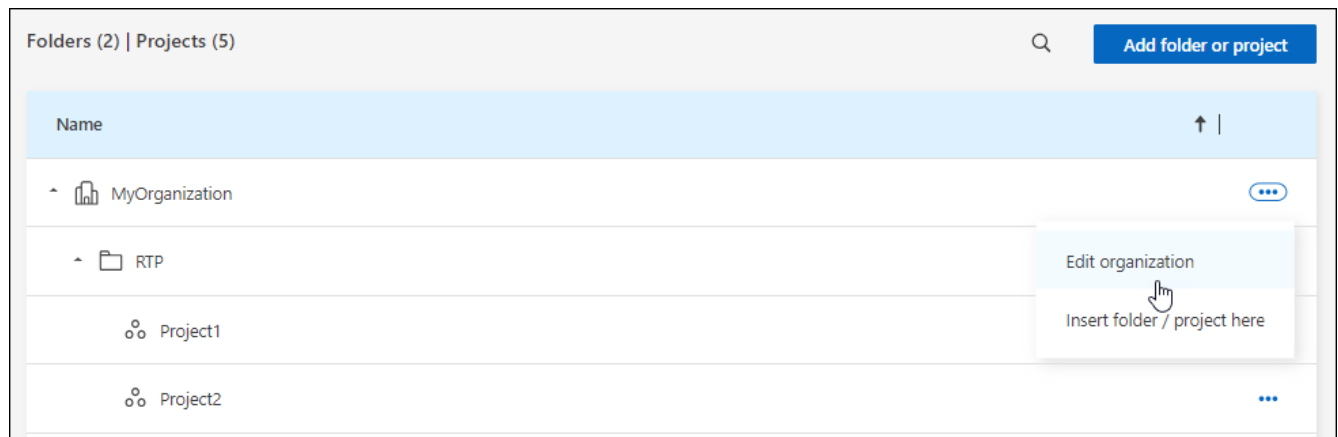 Folders (2) | Projects (5)
Add folder or project
Name
MyOrganization
RTP
Edit organization
Project1
Insert folder / project here
Project2